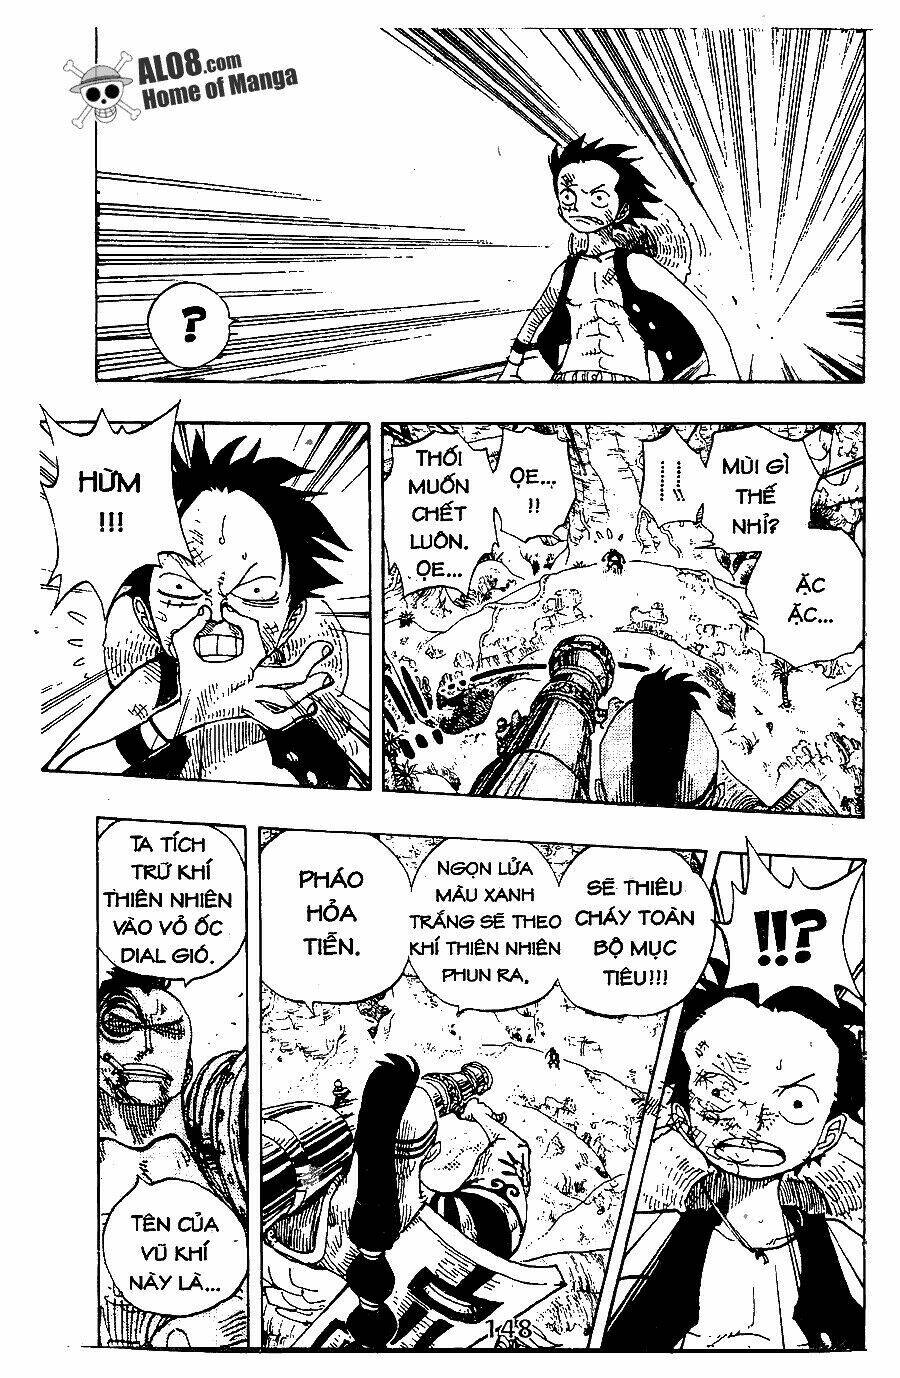 AL08.com
Home of Manga
?
HỪM
!!!
THỐI
MUỐN
CHẾT
LUÔN.
ỌE...
ỌE...
!!
!!
MÙI GÌ
THẾ
NHỈ?
ẶC
ẶC...
TA TÍCH
TRỮ KHÍ
THIÊN NHIÊN
VÀO VỎ ỐC
DIAL GIÓ.
TÊN CỦA
VŨ KHÍ
NÀY LÀ...
PHÁO
HỎA
TIỄN.
NGỌN LỬA
MÀU XANH
TRẮNG SẼ THEO
KHÍ THIÊN NHIÊN
PHUN RA.
SẼ THIÊU
CHÁY TOÀN
BỘ MỤC
TIÊU!!!
!!?
148